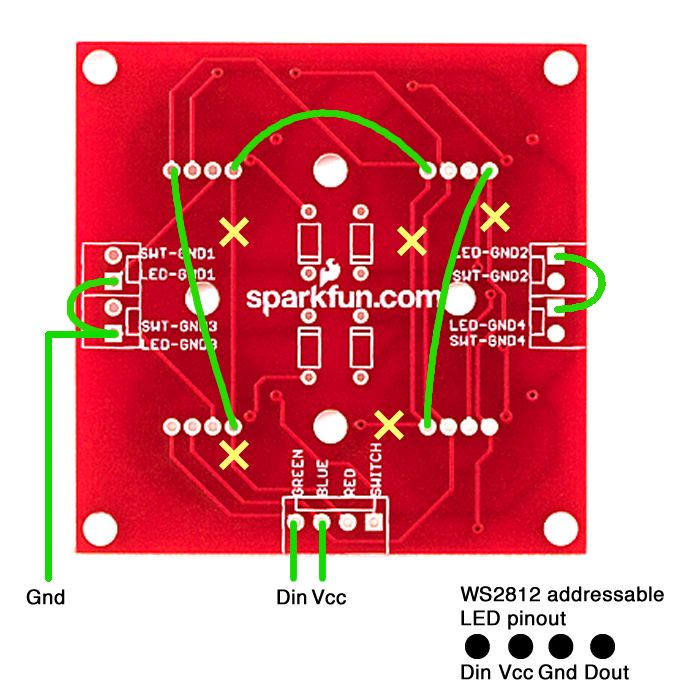 SWT-GND1
LED-GND1
LED-GND2
SWT-GND2
sparkfun.com
SWT-GND3
LED-GND3
LED-GND4
SWT-GND4
GREEN
BLUE
RED
SWITCH
Gnd
Din Vcc
WS2812 addressable
LED pinout
Din Vcc Gnd Dout